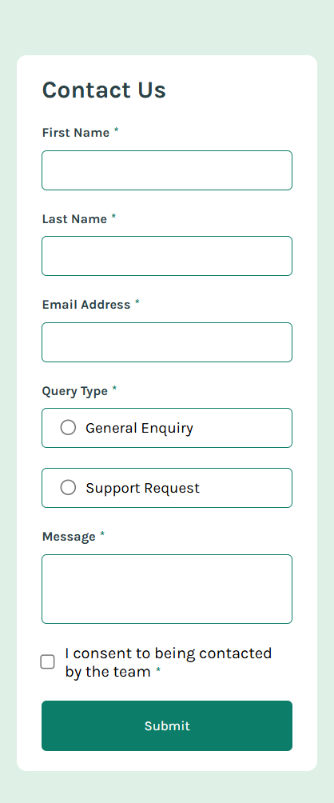 Contact Us
First Name *
Last Name *
Email Address *
Query Type *
General Enquiry
Support Request
Message *
I consent to being contacted
by the team *
Submit